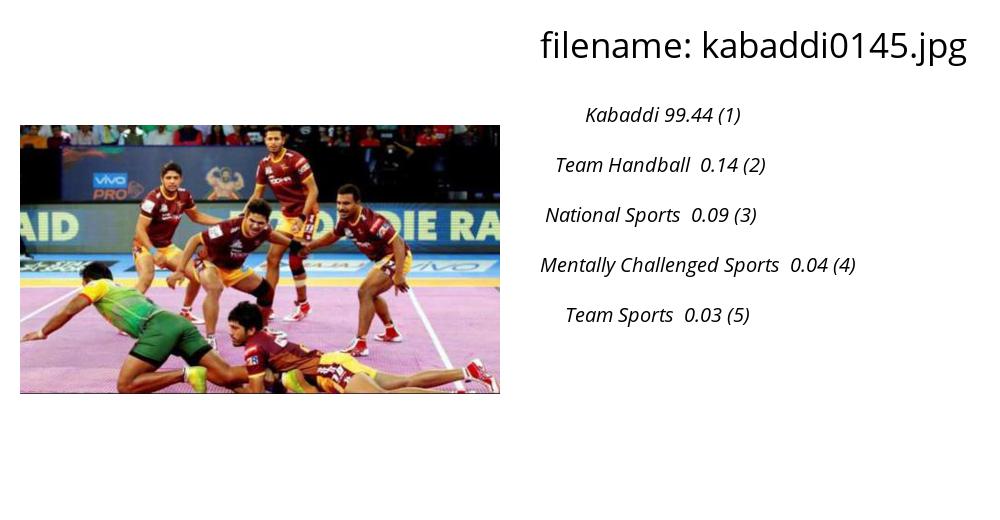 filename: kabaddi0145.jpg
Kabaddi 99.44 (1)
Team Handball 0.14 (2)
National Sports 0.09 (3)
Mentally Challenged Sports 0.04 (4)
Team Sports 0.03 (5)
vivo
PRO
AID
DIE RA
VIVO